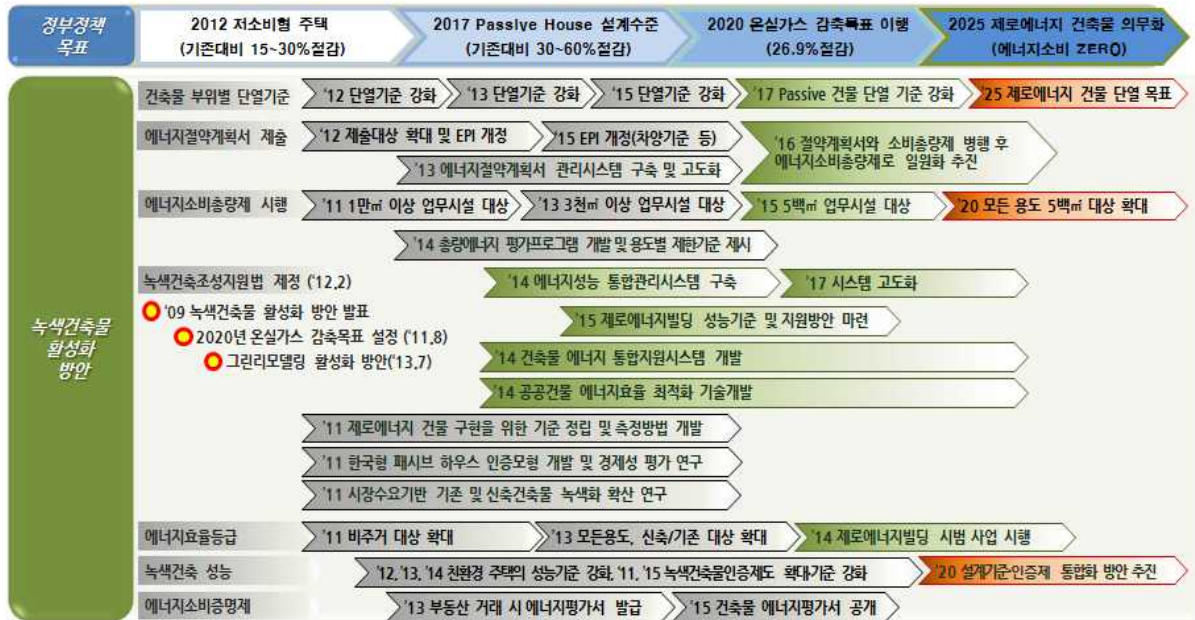 정부정책
목표
2012 저소비형 주택
(기존대비 15~30%절감)
2017 Passive House 설계수준
(기존대비 30~60%절감)
2020 온실가스 감축목표 이행
(26.9%절감)
2025 제로에너지 건축물 의무화
(에너지소비 ZERO)
녹색건축물
활성화
방안
건축물 부위별 단열기준
'12 단열기준 강화
'13 단열기준 강화
'15 단열기준 강화
'17 Passive 건물 단열 기준 강화
'25 제로에너지 건물 단열 목표
에너지절약계획서 제출
'12 제출대상 확대 및 EPI 개정
'15 EPI 개정(차양기준 등)
'16 절약계획서와 소비총량제 병행 후
에너지소비총량제로 일원화 추진
'13 에너지절약계획서 관리시스템 구축 및 고도화
에너지소비총량제 시행
'11 1만㎡ 이상 업무시설 대상
'13 3천㎡ 이상 업무시설 대상
'15 5백㎡ 업무시설 대상
'20 모든 용도 5백㎡ 대상 확대
'14 총량에너지 평가프로그램 개발 및 용도별 제한기준 제시
녹색건축조성지원법 제정 ('12.2)
'14 에너지성능 통합관리시스템 구축
'17 시스템 고도화
'09 녹색건축물 활성화 방안 발표
'15 제로에너지빌딩 성능기준 및 지원방안 마련
2020년 온실가스 감축목표 설정 ('11.8)
그린리모델링 활성화 방안('13.7)
'14 건축물 에너지 통합지원시스템 개발
'14 공공건물 에너지효율 최적화 기술개발
'11 제로에너지 건물 구현을 위한 기준 정립 및 측정방법 개발
'11 한국형 패시브 하우스 인증모형 개발 및 경제성 평가 연구
'11 시장수요기반 기존 및 신축건축물 녹색화 확산 연구
에너지효율등급
'11 비주거 대상 확대
'13 모든용도, 신축/기존 대상 확대
'14 제로에너지빌딩 시범 사업 시행
녹색건축 성능
'12,'13, '14 친환경 주택의 성능기준 강화, '11, '15 녹색건축물인증제도 확대기준 강화
'20 설계기준·인증제 통합화 방안 추진
에너지소비증명제
'13 부동산 거래 시 에너지평가서 발급
'15 건축물 에너지평가서 공개